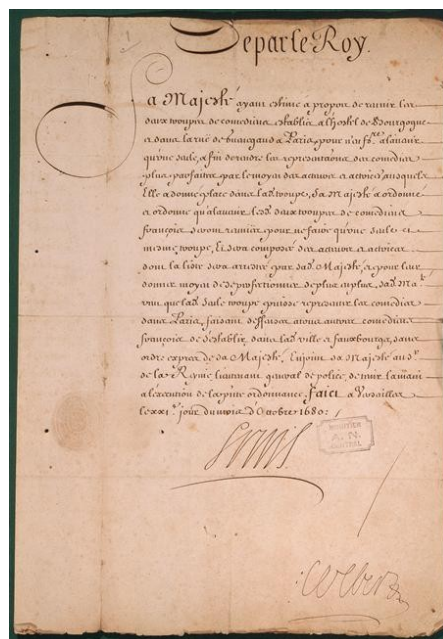 De par le Roy.
Sa Majesté ayant estimé a propos de reunir les
deux troupes de comediens establis a l'hostel de Bourgogne
et dans la rue de Guenegaud a Paris, pour n'en f.re a l'avenir
qu'une seule, afin de rendre les representaõns des comedies
plus parfaites par le moyen des acteurs et actrices ausquels
Elle a donné place dans lad. troupe, Sa Majesté a ordonné
et ordonne qu'a l'avenir lesd. deux troupes de comediens
françois seront reunies pour ne faire qu'une seule et
mesme troupe, Et sera composée des acteurs et actrices
dont la liste sera arrestée par sad. Majesté, et pour leur
donner moyen de se perfectionner de plus en plus, sad. Ma.té
veut que lad. seule troupe puisse representer les comedies
dans Paris, faisant deffenses a tous autres comediens
françois de s'establir dans lad. ville et fauxbourgs, sans
ordre exprez de sa Majesté. Enjoint sa Majesté au S.r
de la Reynie lieutenant general de police, de tenir la main
a l'execution de la p.nte ordonnance. Faict a Versailles
le xxi.e jour du mois d'Octobre 1680.
Louis
A. N.
Colbert